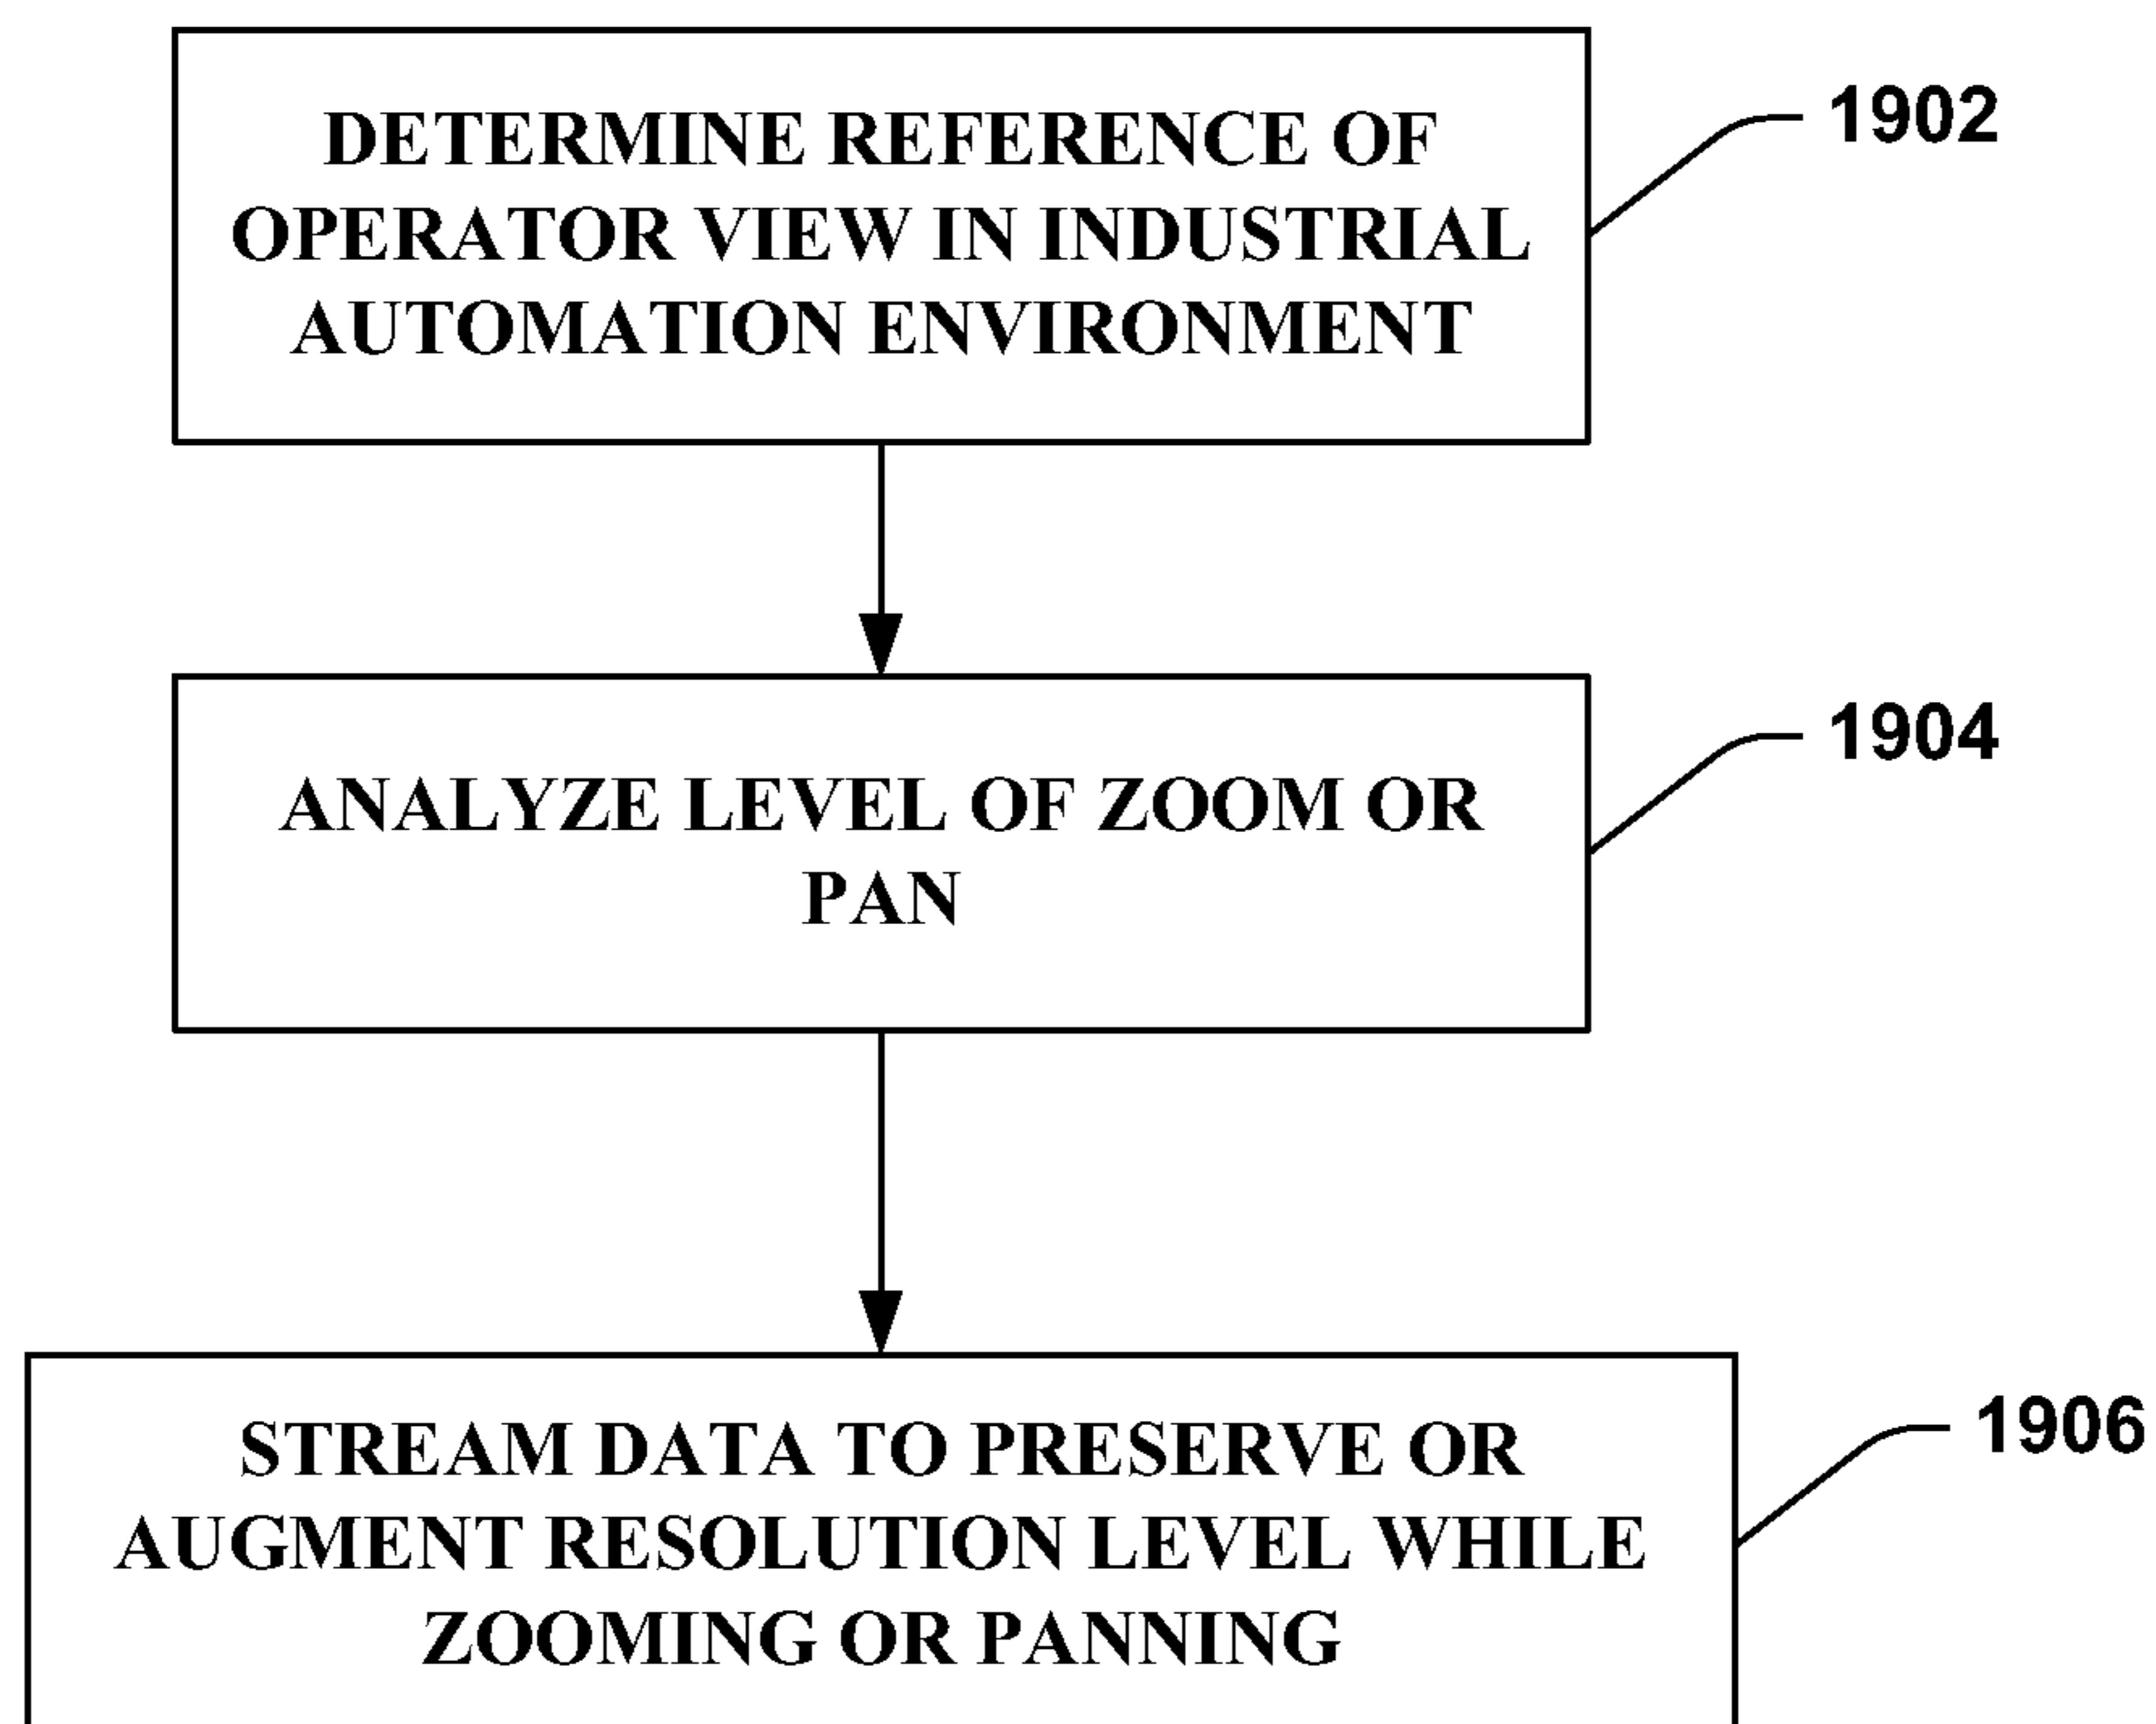 DETERMINE REFERENCE OF
OPERATOR VIEW IN INDUSTRIAL
AUTOMATION ENVIRONMENT
1902
ANALYZE LEVEL OF ZOOM OR
PAN
1904
STREAM DATA TO PRESERVE OR
AUGMENT RESOLUTION LEVEL WHILE
ZOOMING OR PANNING
1906